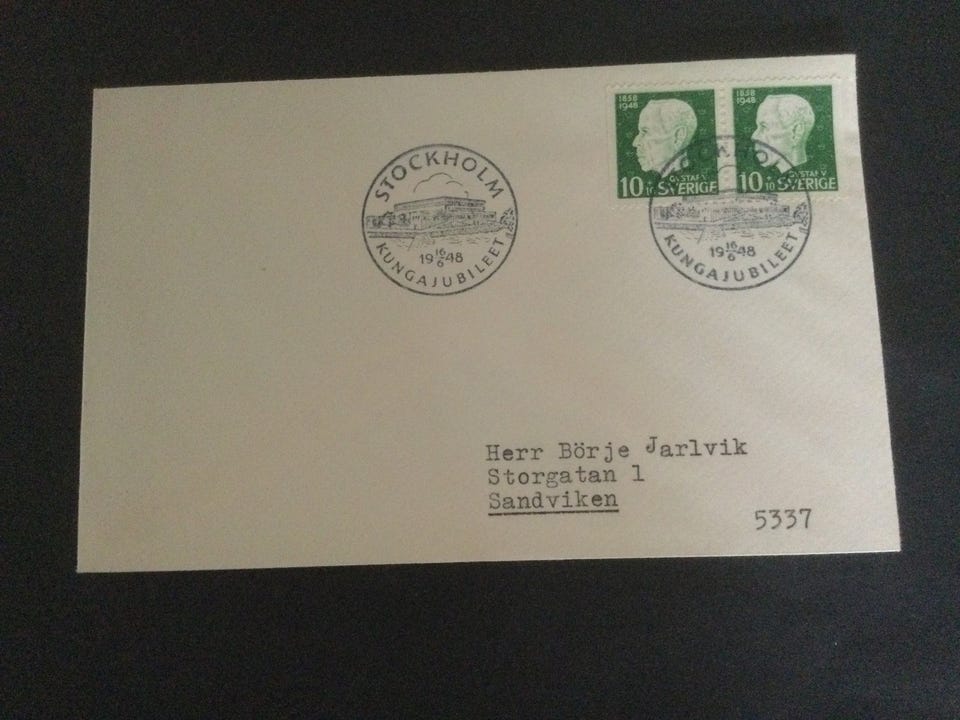 1858
1948
GUSTAF V
10+10 SVERIGE
1858
1948
GUSTAF V
10+10 SVERIGE
STOCKHOLM
19 16/6 48
KUNGAJUBILEET
STOCKHOLM
19 16/6 48
KUNGAJUBILEET
Herr Börje Jarlvik
Storgatan 1
Sandviken
5337